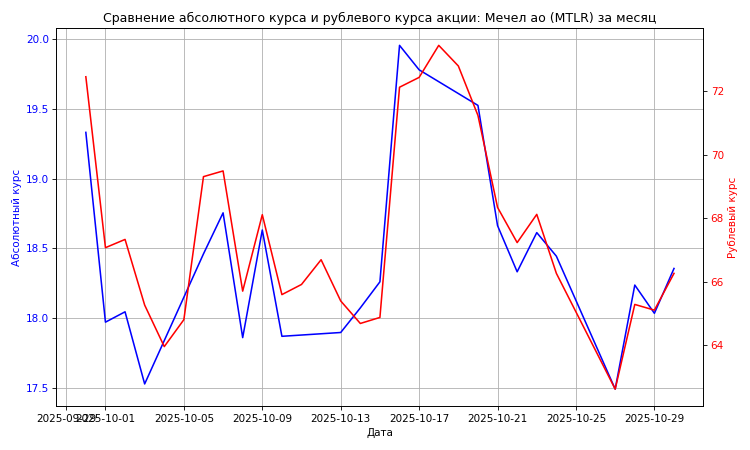 Сравнение абсолютного курса и рублевого курса акции: Мечел ао (MTLR) за месяц
20.0
19.5
19.0
18.5
18.0
17.5
Абсолютный курс
72
70
68
66
64
Рублевый курс
2025-09-29 2025-10-01 2025-10-05 2025-10-09 2025-10-13 2025-10-17 2025-10-21 2025-10-25 2025-10-29
Дата